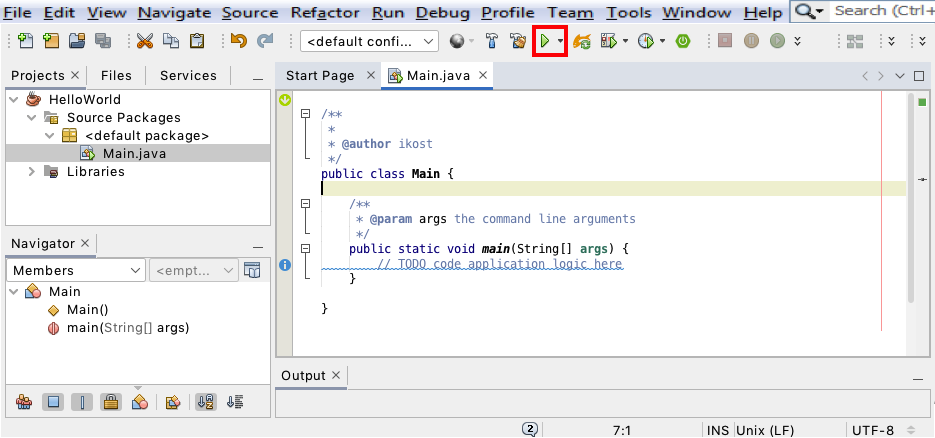 File Edit View Navigate Source Refactor Run Debug Profile Team Tools Window Help Search (Ctrl+
<default confi...
Projects Files Services
Start Page Main.java
HelloWorld
Source Packages
<default package>
Main.java
Libraries
/**
*
* @author ikost
*/
public class Main {
/**
* @param args the command line arguments
*/
public static void main(String[] args) {
// TODO code application logic here
}
}
Navigator
Members <empt...
Main
Main()
main(String[] args)
Output
2 7:1 INS Unix (LF) UTF-8